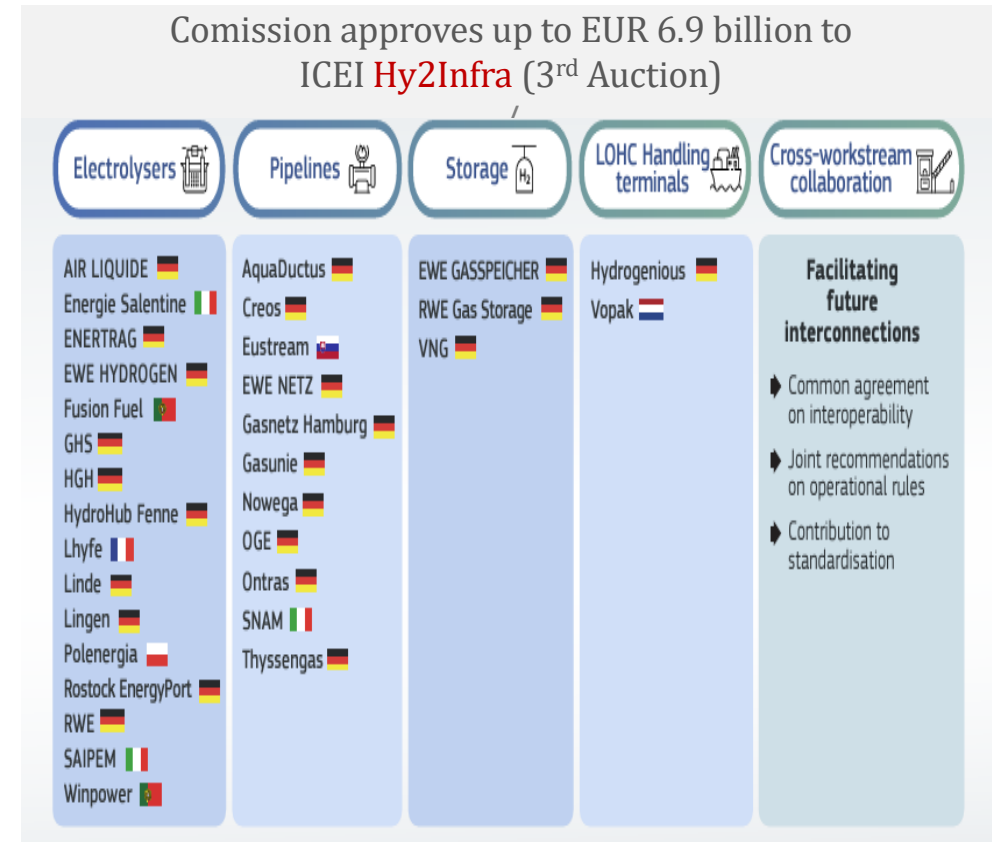 Comission approves up to EUR 6.9 billion to
ICEI Hy2Infra (3rd Auction)
Electrolysers
Pipelines
Storage
H2
LOHC Handling
terminals
Cross-workstream
collaboration
AIR LIQUIDE
Energie Salentine
ENERTRAG
EWE HYDROGEN
Fusion Fuel
GHS
HGH
HydroHub Fenne
Lhyfe
Linde
Lingen
Polenergia
Rostock EnergyPort
RWE
SAIPEM
Winpower
AquaDuctus
Creos
Eustream
EWE NETZ
Gasnetz Hamburg
Gasunie
Nowega
OGE
Ontras
SNAM
Thyssengas
EWE GASSPEICHER
RWE Gas Storage
VNG
Hydrogenious
Vopak
Facilitating
future
interconnections
Common agreement
on interoperability
Joint recommendations
on operational rules
Contribution to
standardisation